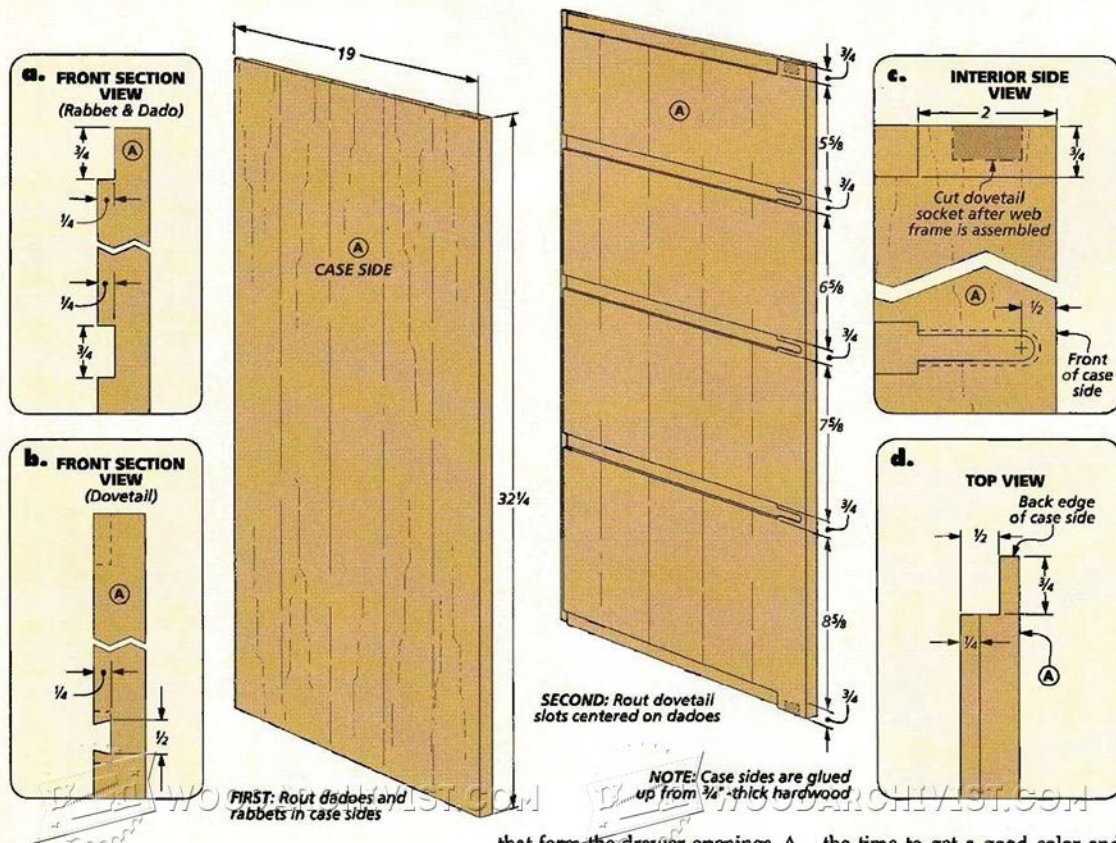 a. FRONT SECTION
VIEW
(Rabbet & Dado)
3/4
A
1/4
1/4
3/4
b. FRONT SECTION
VIEW
(Dovetail)
A
1/4
1/2
19
A
CASE SIDE
32 1/4
FIRST: Rout dadoes and
rabbets in case sides
A
3/4
3/4
5 5/8
3/4
6 5/8
3/4
7 5/8
3/4
8 5/8
3/4
SECOND: Rout dovetail
slots centered on dadoes
NOTE: Case sides are glued
up from 3/4"-thick hardwood
c. INTERIOR SIDE
VIEW
2
3/4
Cut dovetail
socket after web
frame is assembled
A
1/2
Front
of case
side
d.
TOP VIEW
Back edge
of case side
1/2
3/4
1/4
A
WOODARCHIVIST.COM
WOODARCHIVIST.COM
that form the drawer openings. A
the time to get a good color and